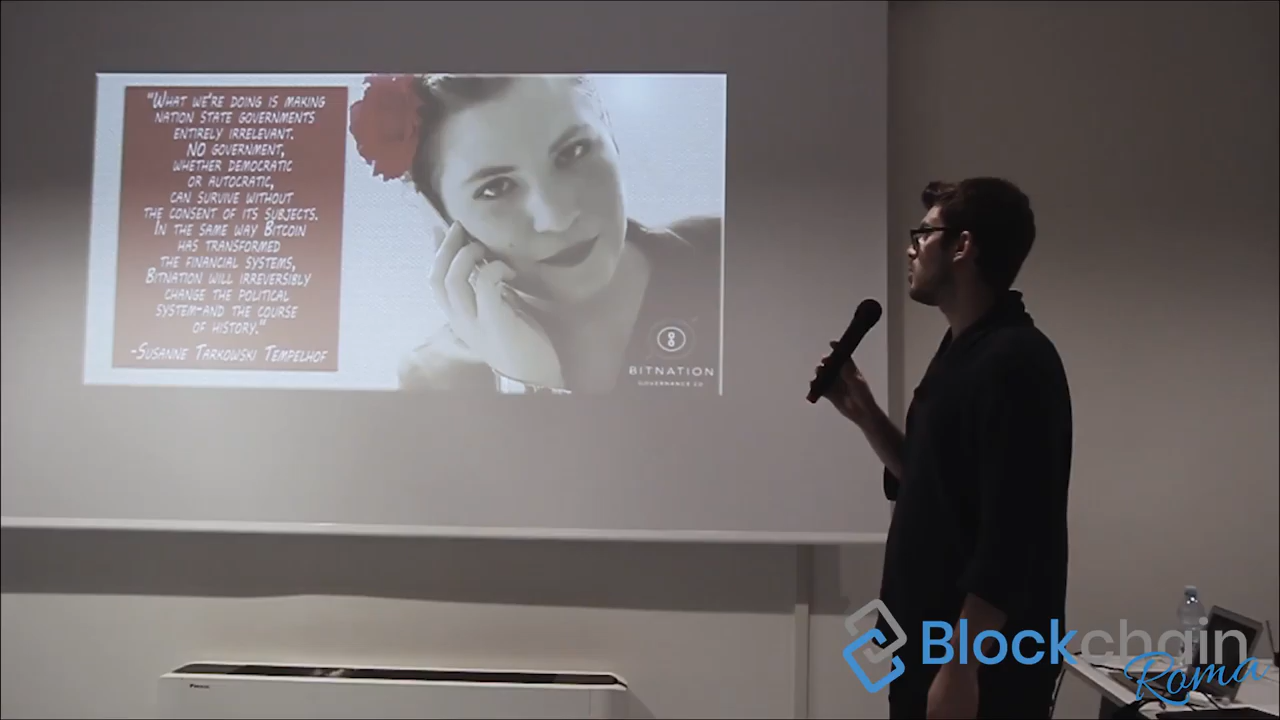 "What we're doing is making
nation state governments
entirely irrelevant.
NO government,
whether democratic
or autocratic,
can survive without
the consent of its subjects.
In the same way Bitcoin
has transformed
the financial systems,
Bitnation will irreversibly
change the political
system-and the course
of history."
-Susanne Tarkowski Tempelhof
BITNATION
GOVERNANCE 2.0
Blockchain
Roma